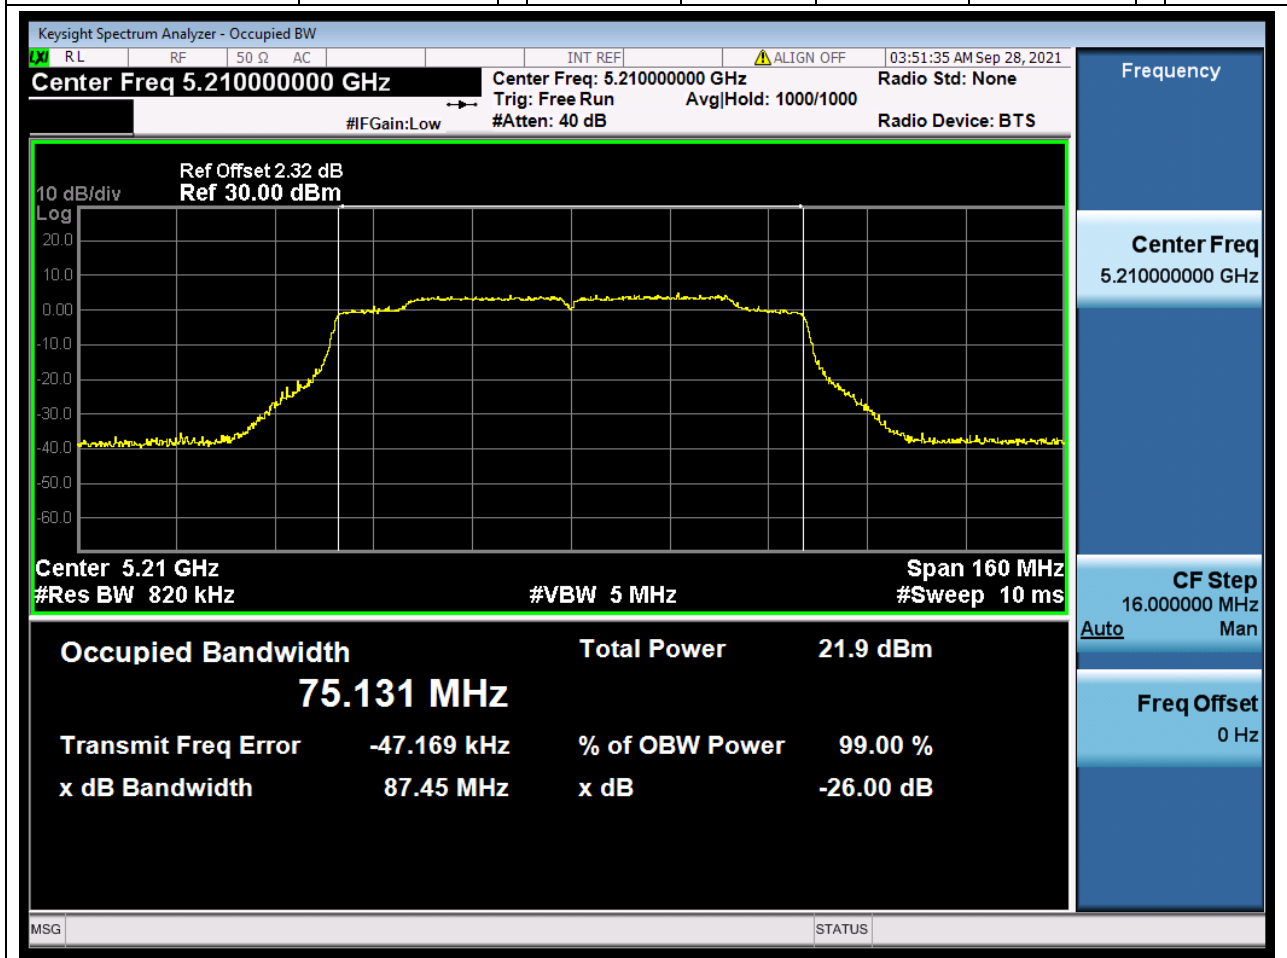 Keysight Spectrum Analyzer - Occupied BW
LXI RL RF 50 Ω AC INT REF ALIGN OFF 03:51:35 AM Sep 28, 2021
Center Freq 5.210000000 GHz
Center Freq: 5.210000000 GHz
Radio Std: None
Trig: Free Run Avg|Hold: 1000/1000
#IFGain:Low
#Atten: 40 dB
Radio Device: BTS
Ref Offset 2.32 dB
10 dB/div Ref 30.00 dBm
Log
20.0
10.0
0.00
-10.0
-20.0
-30.0
-40.0
-50.0
-60.0
Center 5.21 GHz Span 160 MHz
#Res BW 820 kHz #VBW 5 MHz #Sweep 10 ms
Occupied Bandwidth Total Power 21.9 dBm
75.131 MHz
Transmit Freq Error -47.169 kHz % of OBW Power 99.00 %
x dB Bandwidth 87.45 MHz x dB -26.00 dB
MSG STATUS
Frequency
Center Freq
5.210000000 GHz
CF Step
16.000000 MHz
Auto Man
Freq Offset
0 Hz